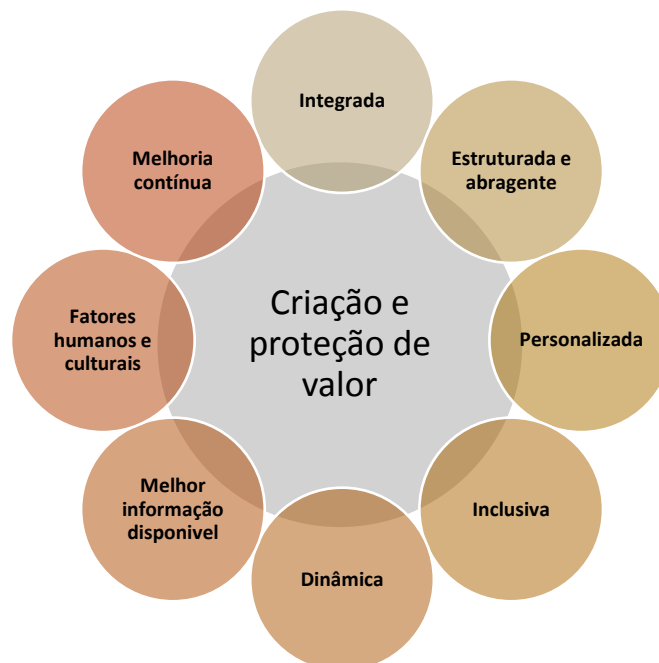 Integrada
Estruturada e
abragente
Personalizada
Inclusiva
Dinâmica
Melhor
informação
disponivel
Fatores
humanos e
culturais
Melhoria
contínua
Criação e
proteção de
valor